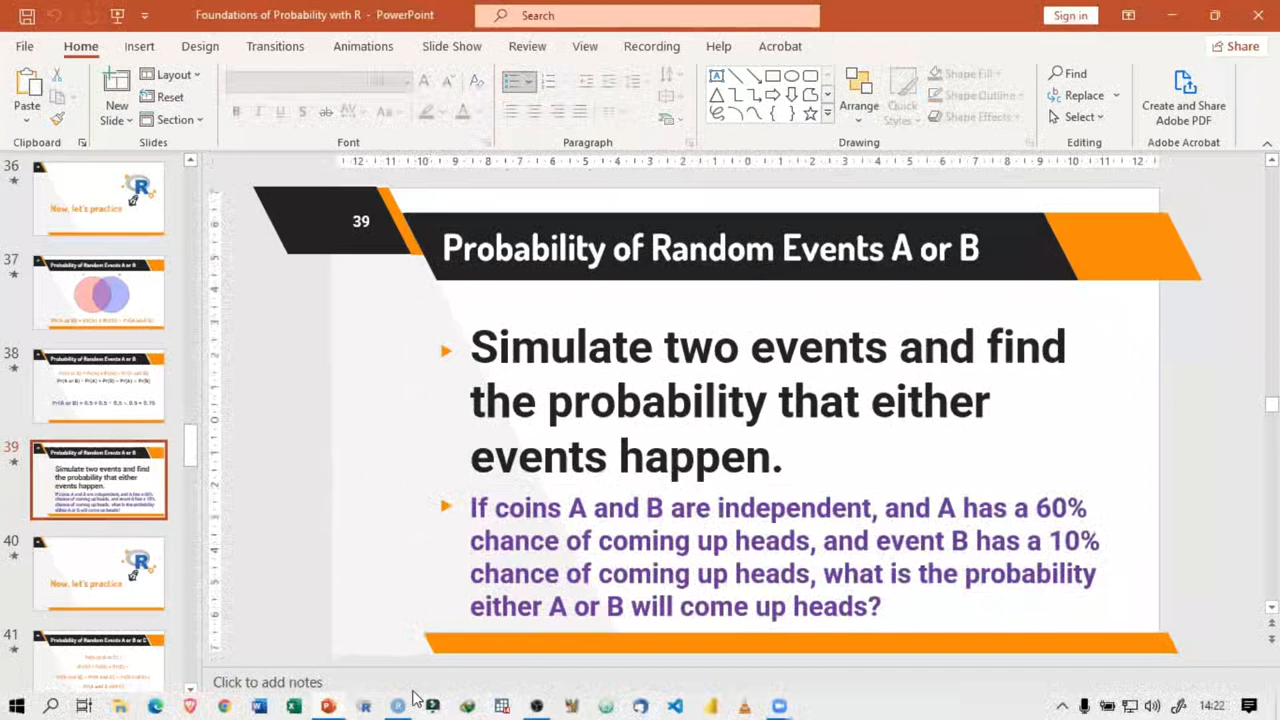 Foundations of Probability with R - PowerPoint
Search
Sign in
File Home Insert Design Transitions Animations Slide Show Review View Recording Help Acrobat
Share
Paste
New
Slide
Layout
Reset
Section
Arrange
Quick
Styles
Shape Fill
Shape Outline
Shape Effects
Find
Replace
Select
Create and Share
Adobe PDF
Clipboard Slides Font Paragraph Drawing Editing Adobe Acrobat
36
Now, let's practice
37
Probability of Random Events A or B
38
Probability of Random Events A or B
39
Probability of Random Events A or B
Simulate two events and find
the probability that either
events happen.
40
Now, let's practice
41
Probability of Random Events A or B or C
39
Probability of Random Events A or B
Simulate two events and find
the probability that either
events happen.
If coins A and B are independent, and A has a 60%
chance of coming up heads, and event B has a 10%
chance of coming up heads, what is the probability
either A or B will come up heads?
Click to add notes
14:22